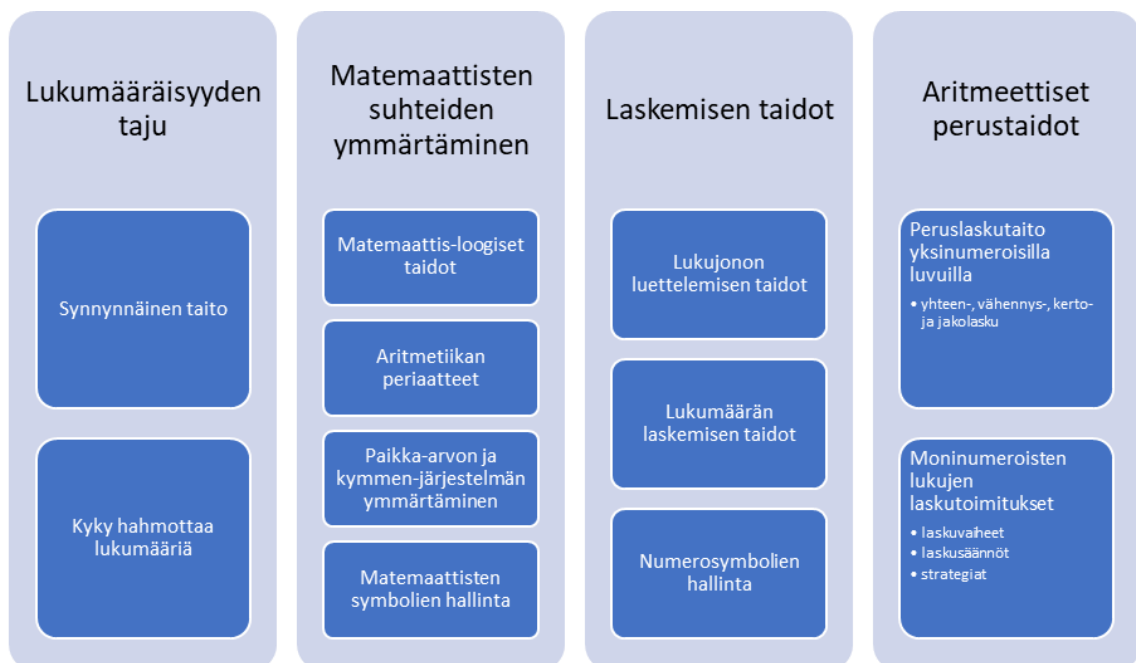 Lukumääräisyyden
taju
Synnynnäinen taito
Kyky hahmottaa
lukumääriä
Matemaattisten
suhteiden
ymmärtäminen
Matemaattis-loogiset
taidot
Aritmetiikan
periaatteet
Paikka-arvon ja
kymmen-järjestelmän
ymmärtäminen
Matemaattisten
symbolien hallinta
Laskemisen taidot
Lukujonon
luettelemisen taidot
Lukumäärän
laskemisen taidot
Numerosymbolien
hallinta
Aritmeettiset
perustaidot
Peruslaskutaito
yksinumeroisilla
luvuilla
• yhteen-, vähennys-, kerto-
ja jakolasku
Moninumeroisten
lukujen
laskutoimitukset
• laskuvaiheet
• laskusäännöt
• strategiat